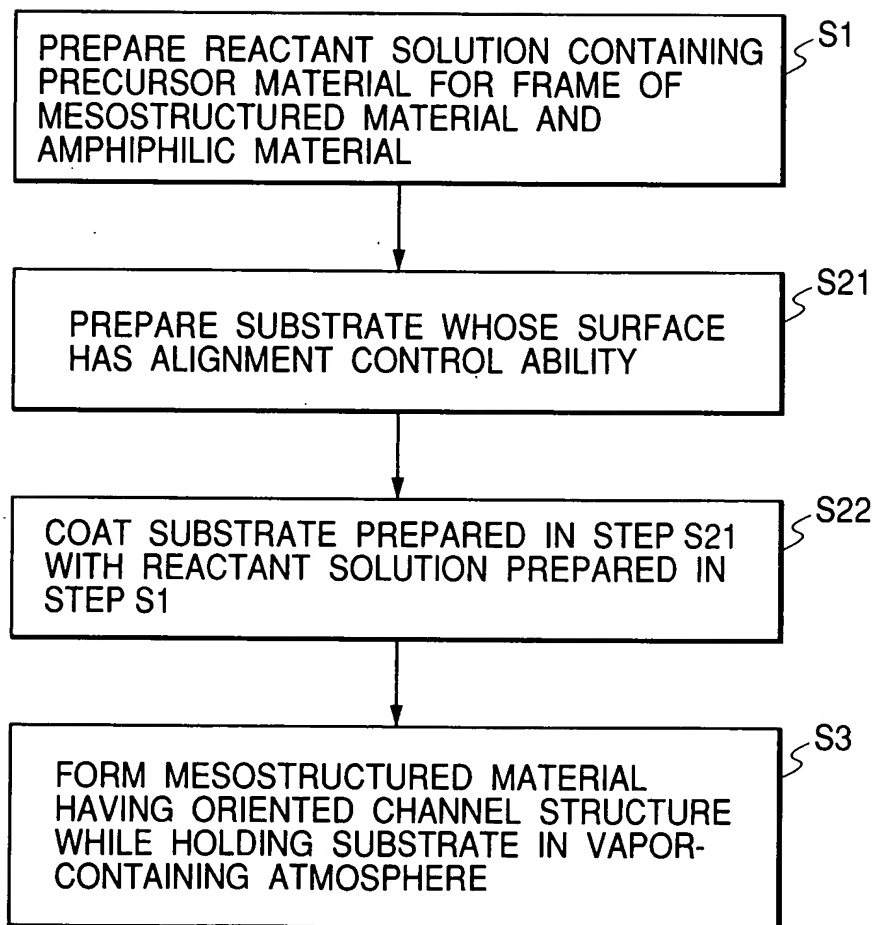 S1
PREPARE REACTANT SOLUTION CONTAINING
PRECURSOR MATERIAL FOR FRAME OF
MESOSTRUCTURED MATERIAL AND
AMPHIPHILIC MATERIAL
S21
PREPARE SUBSTRATE WHOSE SURFACE
HAS ALIGNMENT CONTROL ABILITY
S22
COAT SUBSTRATE PREPARED IN STEP S21
WITH REACTANT SOLUTION PREPARED IN
STEP S1
S3
FORM MESOSTRUCTURED MATERIAL
HAVING ORIENTED CHANNEL STRUCTURE
WHILE HOLDING SUBSTRATE IN VAPOR-
CONTAINING ATMOSPHERE